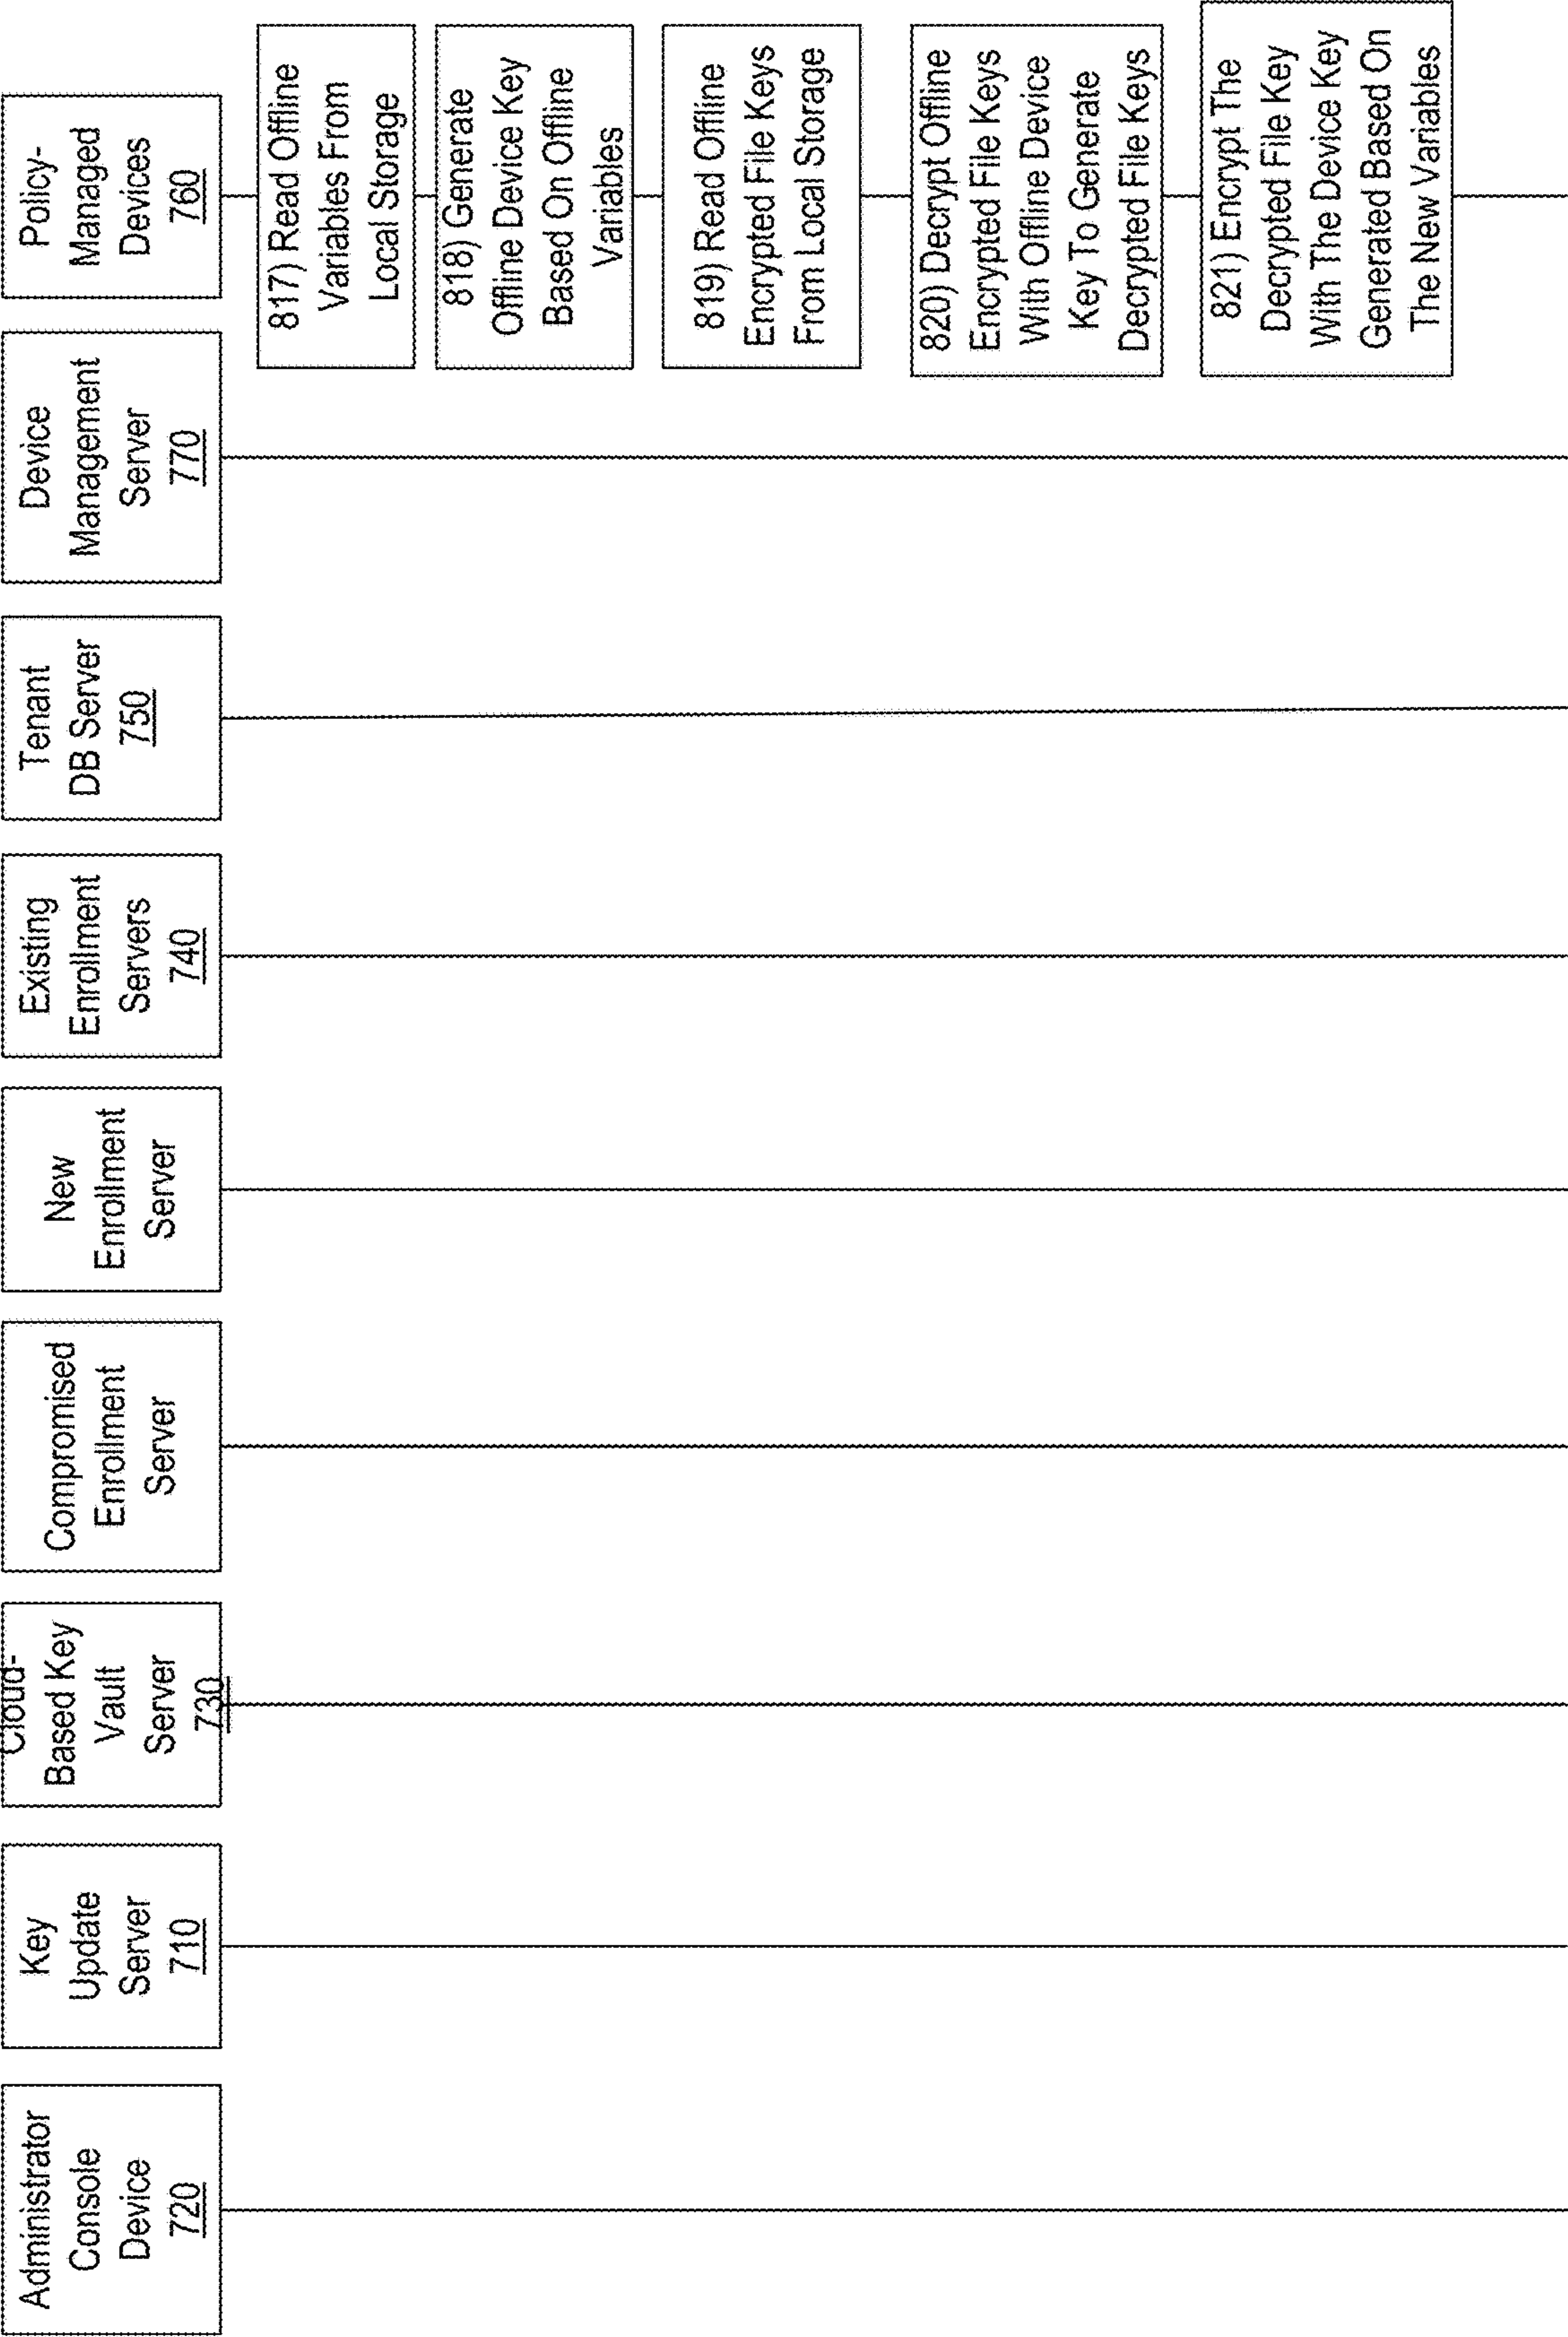 Administrator
Console
Device
720
Key
Update
Server
710
Cloud-
Based Key
Vault
Server
730
Compromised
Enrollment
Server
New
Enrollment
Server
Existing
Enrollment
Servers
740
Tenant
DB Server
750
Device
Management
Server
770
Policy-
Managed
Devices
760
817) Read Offline
Variables From
Local Storage
818) Generate
Offline Device Key
Based On Offline
Variables
819) Read Offline
Encrypted File Keys
From Local Storage
820) Decrypt Offline
Encrypted File Keys
With Offline Device
Key To Generate
Decrypted File Keys
821) Encrypt The
Decrypted File Key
With The Device Key
Generated Based On
The New Variables